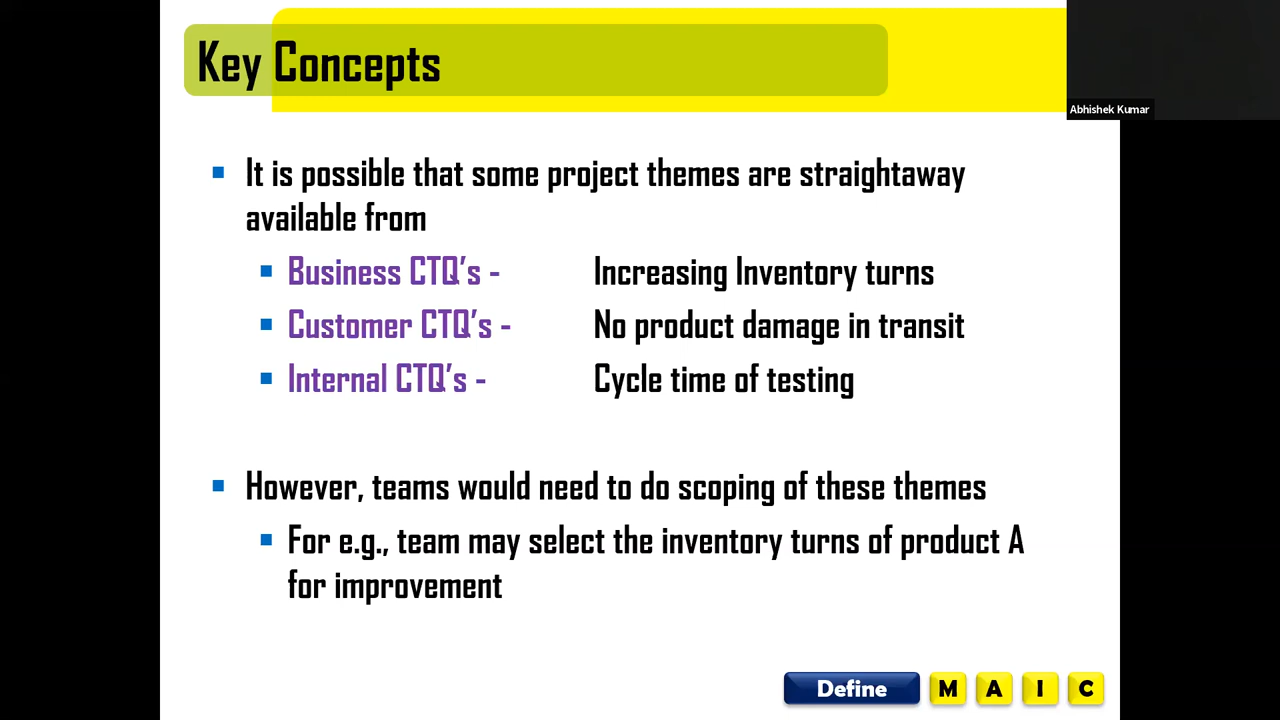 Key Concepts
Abhishek Kumar
It is possible that some project themes are straightaway
available from
Business CTQ's - Increasing Inventory turns
Customer CTQ's - No product damage in transit
Internal CTQ's - Cycle time of testing
However, teams would need to do scoping of these themes
For e.g., team may select the inventory turns of product A
for improvement
Define M A I C